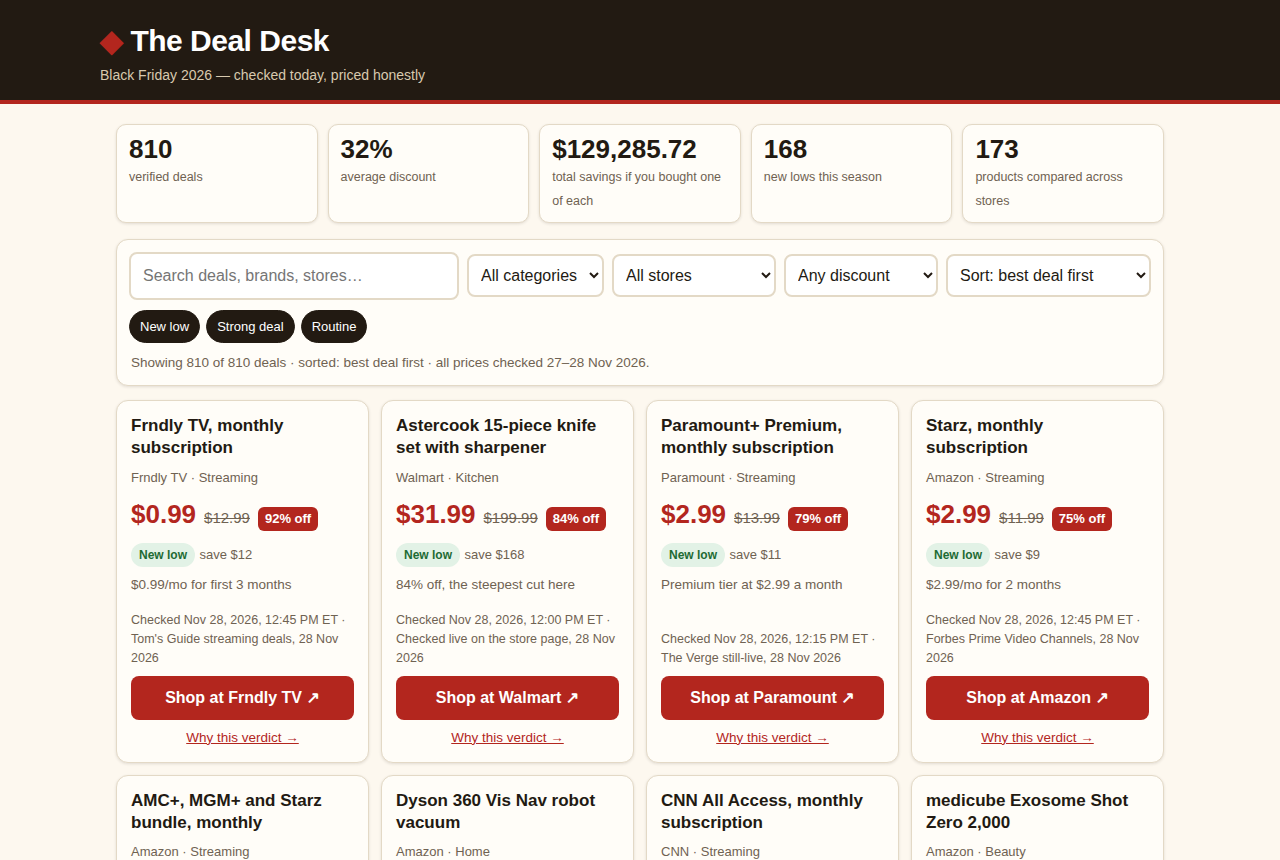 The Deal Desk
Black Friday 2026 — checked today, priced honestly
810
verified deals
32%
average discount
$129,285.72
total savings if you bought one
of each
168
new lows this season
173
products compared across
stores
Search deals, brands, stores…
All categories
All stores
Any discount
Sort: best deal first
New low
Strong deal
Routine
Showing 810 of 810 deals · sorted: best deal first · all prices checked 27–28 Nov 2026.
Frndly TV, monthly
subscription
Frndly TV · Streaming
$0.99 $12.99 92% off
New low save $12
$0.99/mo for first 3 months
Checked Nov 28, 2026, 12:45 PM ET ·
Tom's Guide streaming deals, 28 Nov
2026
Shop at Frndly TV ↗
Why this verdict →
Astercook 15-piece knife
set with sharpener
Walmart · Kitchen
$31.99 $199.99 84% off
New low save $168
84% off, the steepest cut here
Checked Nov 28, 2026, 12:00 PM ET ·
Checked live on the store page, 28 Nov
2026
Shop at Walmart ↗
Why this verdict →
Paramount+ Premium,
monthly subscription
Paramount · Streaming
$2.99 $13.99 79% off
New low save $11
Premium tier at $2.99 a month
Checked Nov 28, 2026, 12:15 PM ET ·
The Verge still-live, 28 Nov 2026
Shop at Paramount ↗
Why this verdict →
Starz, monthly
subscription
Amazon · Streaming
$2.99 $11.99 75% off
New low save $9
$2.99/mo for 2 months
Checked Nov 28, 2026, 12:45 PM ET ·
Forbes Prime Video Channels, 28 Nov
2026
Shop at Amazon ↗
Why this verdict →
AMC+, MGM+ and Starz
bundle, monthly
Amazon · Streaming
Dyson 360 Vis Nav robot
vacuum
Amazon · Home
CNN All Access, monthly
subscription
CNN · Streaming
medicube Exosome Shot
Zero 2,000
Amazon · Beauty